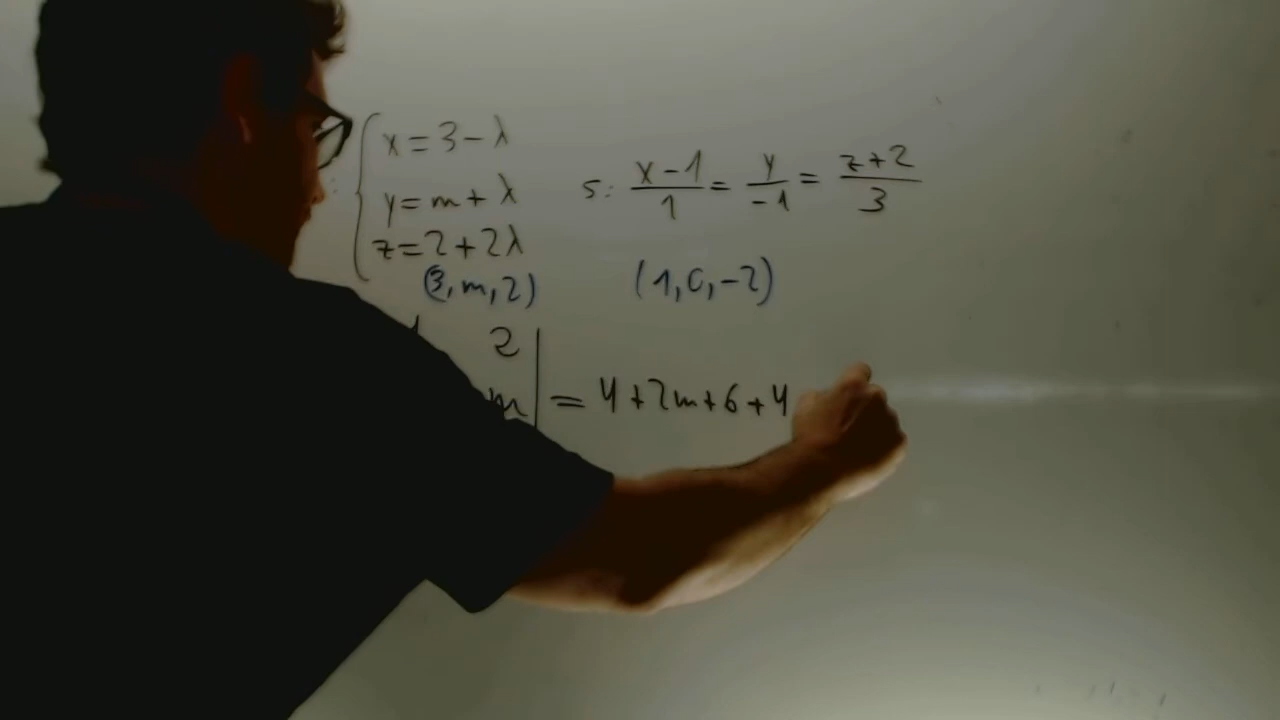 x=3-λ
y=m+λ
z=2+2λ
s: (x-1)/1 = y/-1 = (z+2)/3
(3,m,2) (1,0,-2)
2
m = 4+2m+6+4